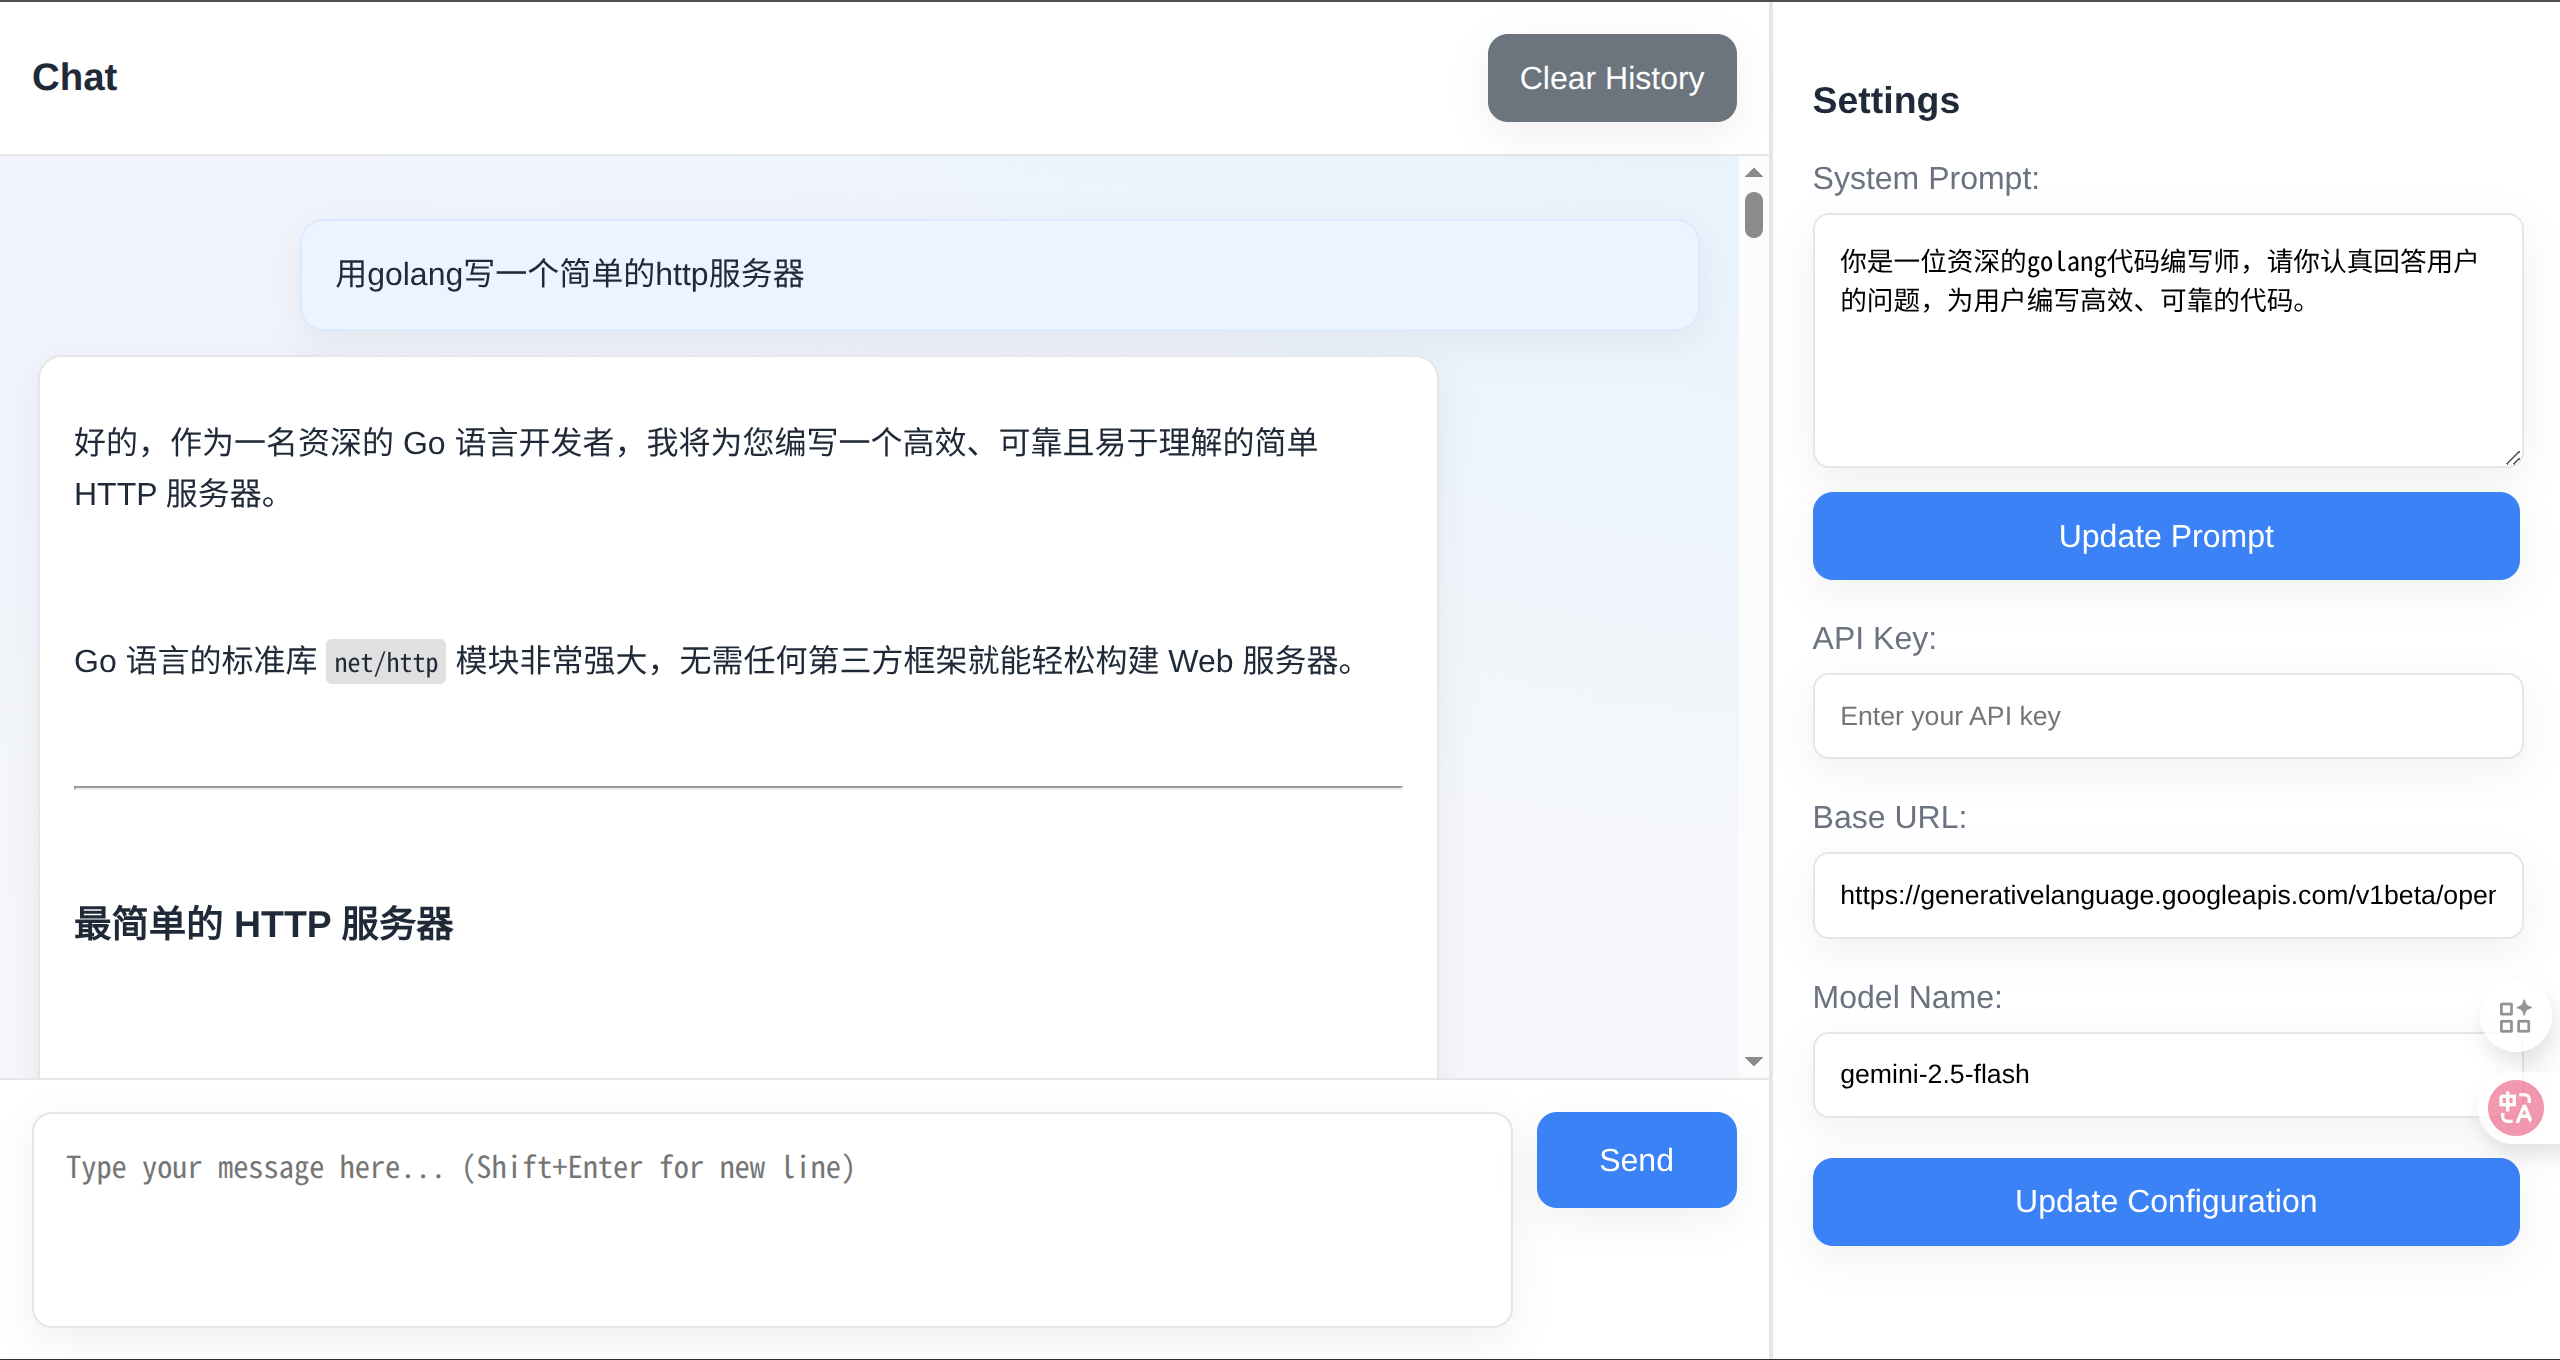 Chat
Clear History
用golang写一个简单的http服务器
好的，作为一名资深的 Go 语言开发者，我将为您编写一个高效、可靠且易于理解的简单
HTTP 服务器。
Go 语言的标准库 net/http 模块非常强大，无需任何第三方框架就能轻松构建 Web 服务器。
最简单的 HTTP 服务器
Type your message here... (Shift+Enter for new line)
Send
Settings
System Prompt:
你是一位资深的golang代码编写师，请你认真回答用户
的问题，为用户编写高效、可靠的代码。
Update Prompt
API Key:
Enter your API key
Base URL:
https://generativelanguage.googleapis.com/v1beta/oper
Model Name:
gemini-2.5-flash
中A
Update Configuration